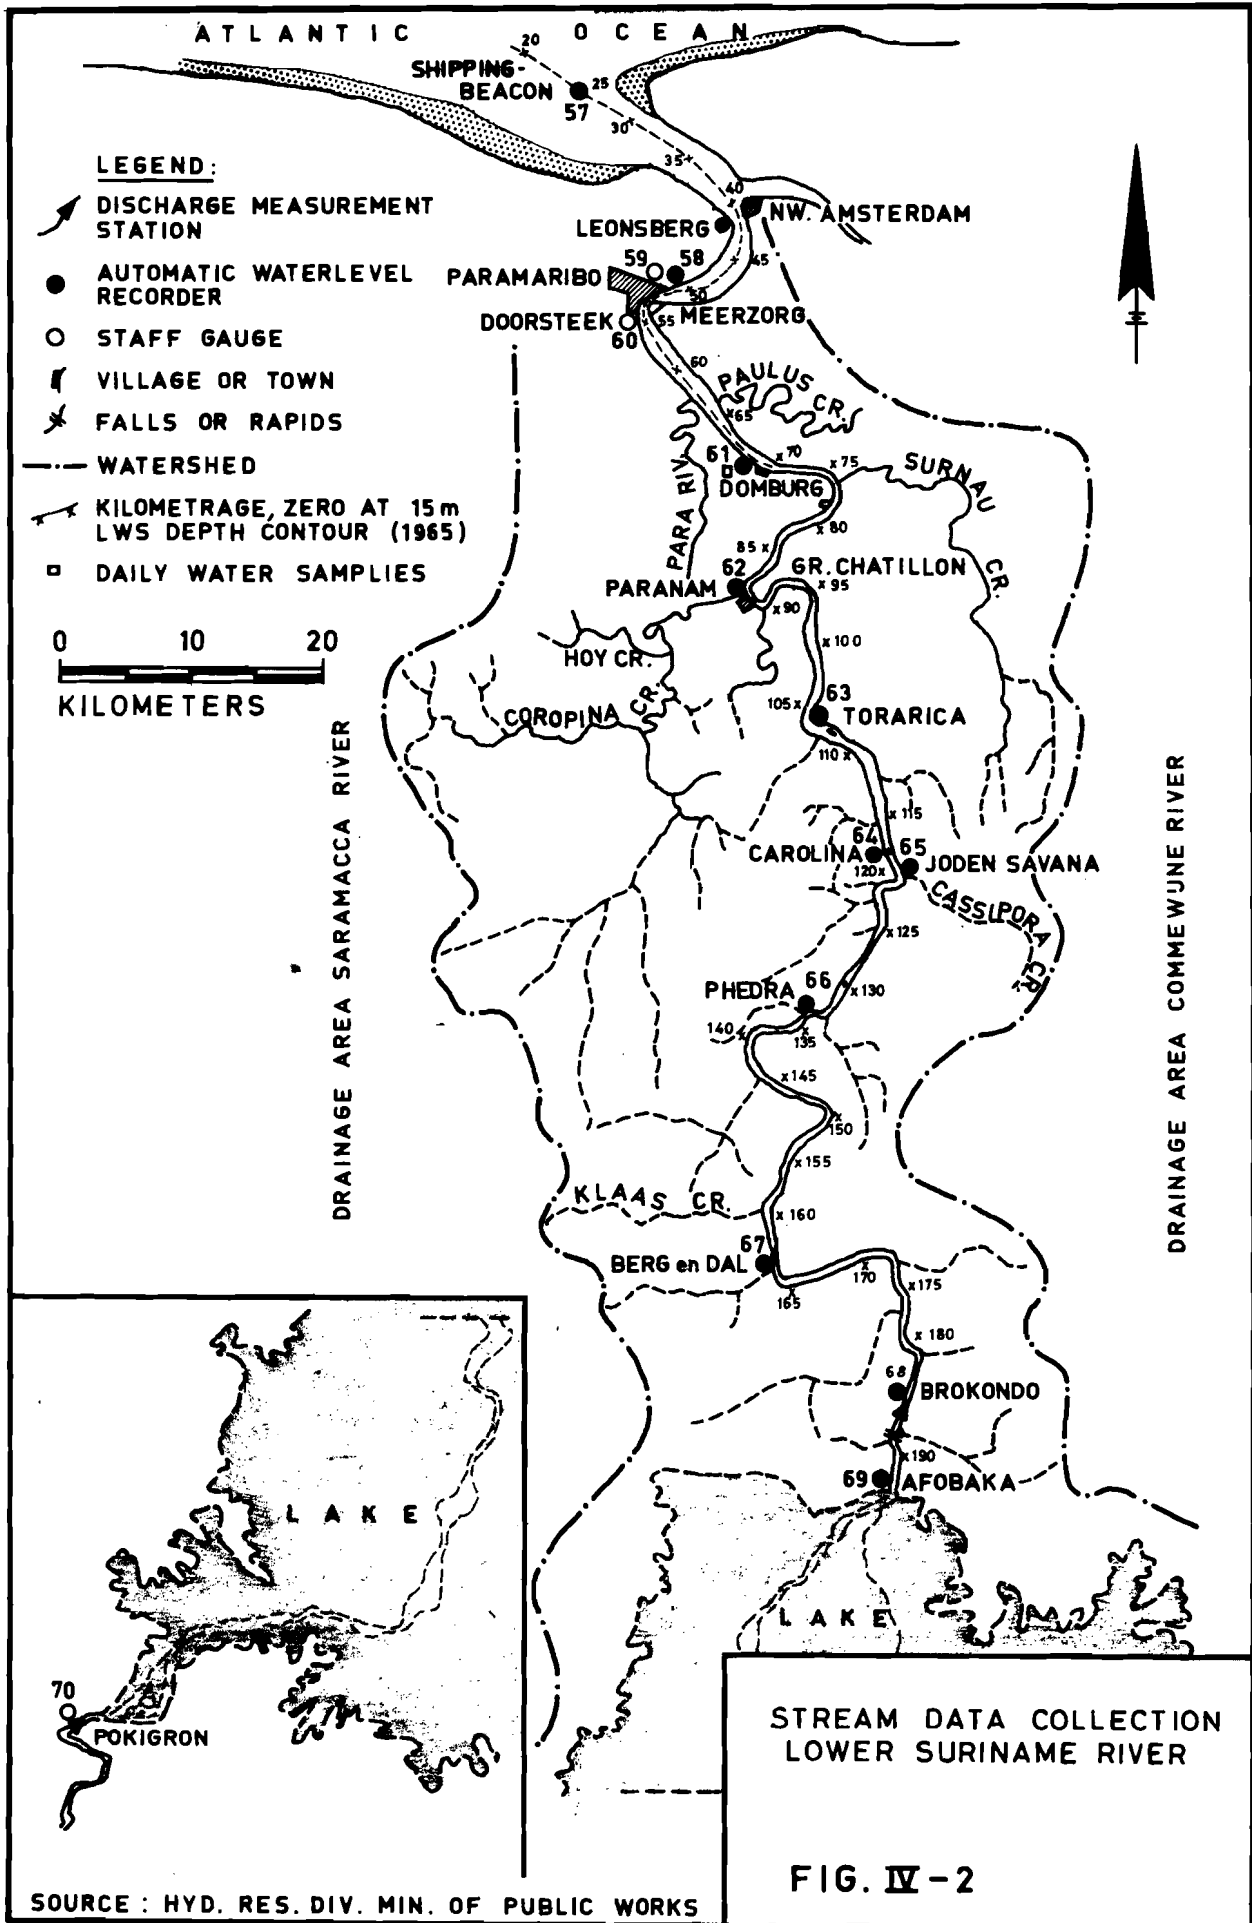 ATLANTIC OCEAN
20
SHIPPING-
BEACON
25
57
30
35
LEGEND:
DISCHARGE MEASUREMENT
STATION
AUTOMATIC WATERLEVEL
RECORDER
STAFF GAUGE
VILLAGE OR TOWN
FALLS OR RAPIDS
WATERSHED
KILOMETRAGE, ZERO AT 15m
LWS DEPTH CONTOUR (1965)
DAILY WATER SAMPLIES
0 10 20
KILOMETERS
40
NW. AMSTERDAM
LEONSBERG
45
59 58
PARAMARIBO
50
DOORSTEEK
55 MEERZORG
60
60
PAULUS CR.
65
PARA RIV.
61
70
75
SURNAU CR.
DOMBURG
80
85
62
GR. CHATILLON
PARANAM
95
90
100
HOY CR.
COROPINA CR.
105
63
TORARICA
110
115
64
65
CAROLINA
JODEN SAVANA
120
CASSIPORA CR.
125
66
PHEDRA
130
140
135
145
150
155
KLAAS CR.
160
67
BERG en DAL
170
165
175
180
68
BROKONDO
190
69
AFOBAKA
DRAINAGE AREA SARAMACCA RIVER
DRAINAGE AREA COMMEWIJNE RIVER
LAKE
LAKE
70
POKIGRON
STREAM DATA COLLECTION
LOWER SURINAME RIVER
FIG. IV-2
SOURCE : HYD. RES. DIV. MIN. OF PUBLIC WORKS